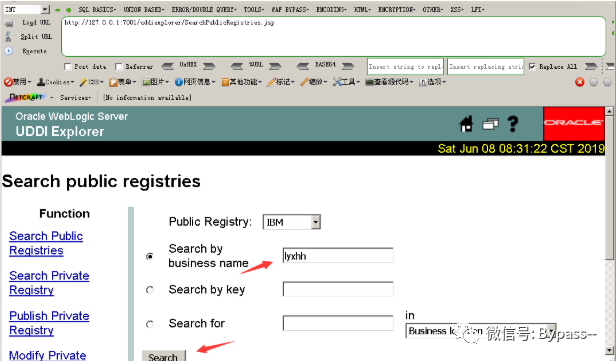 INT SQL BASICS- UNION BASED- ERROR/DOUBLE QUERY- TOOLS- WAF BYPASS- ENCODING- HTML- ENCRYPTION- OTHER- XSS- LFI-
Load URL http://127.0.0.1:7001/uddiexplorer/SearchPublicRegistries.jsp
Split URL
Execute
Post data Referrer 0xHEX %URL BASE64 Insert string to repl Insert replacing strin Replace All
禁用- Cookies- CSS- 表单- 图片- 网页信息- 其他功能- 标记- 缩放- 工具- 查看源代码- 选项-
NETCRAFT Services- [No information available]
Oracle WebLogic Server
UDDI Explorer
ORACLE
Sat Jun 08 08:31:22 CST 2019
Search public registries
Function
Search Public
Registries
Search Private
Registry
Publish Private
Registry
Modify Private
Public Registry: IBM
Search by
business name lyxhh
Search by key
Search for
in
Business
Search
微信号: Bypass--